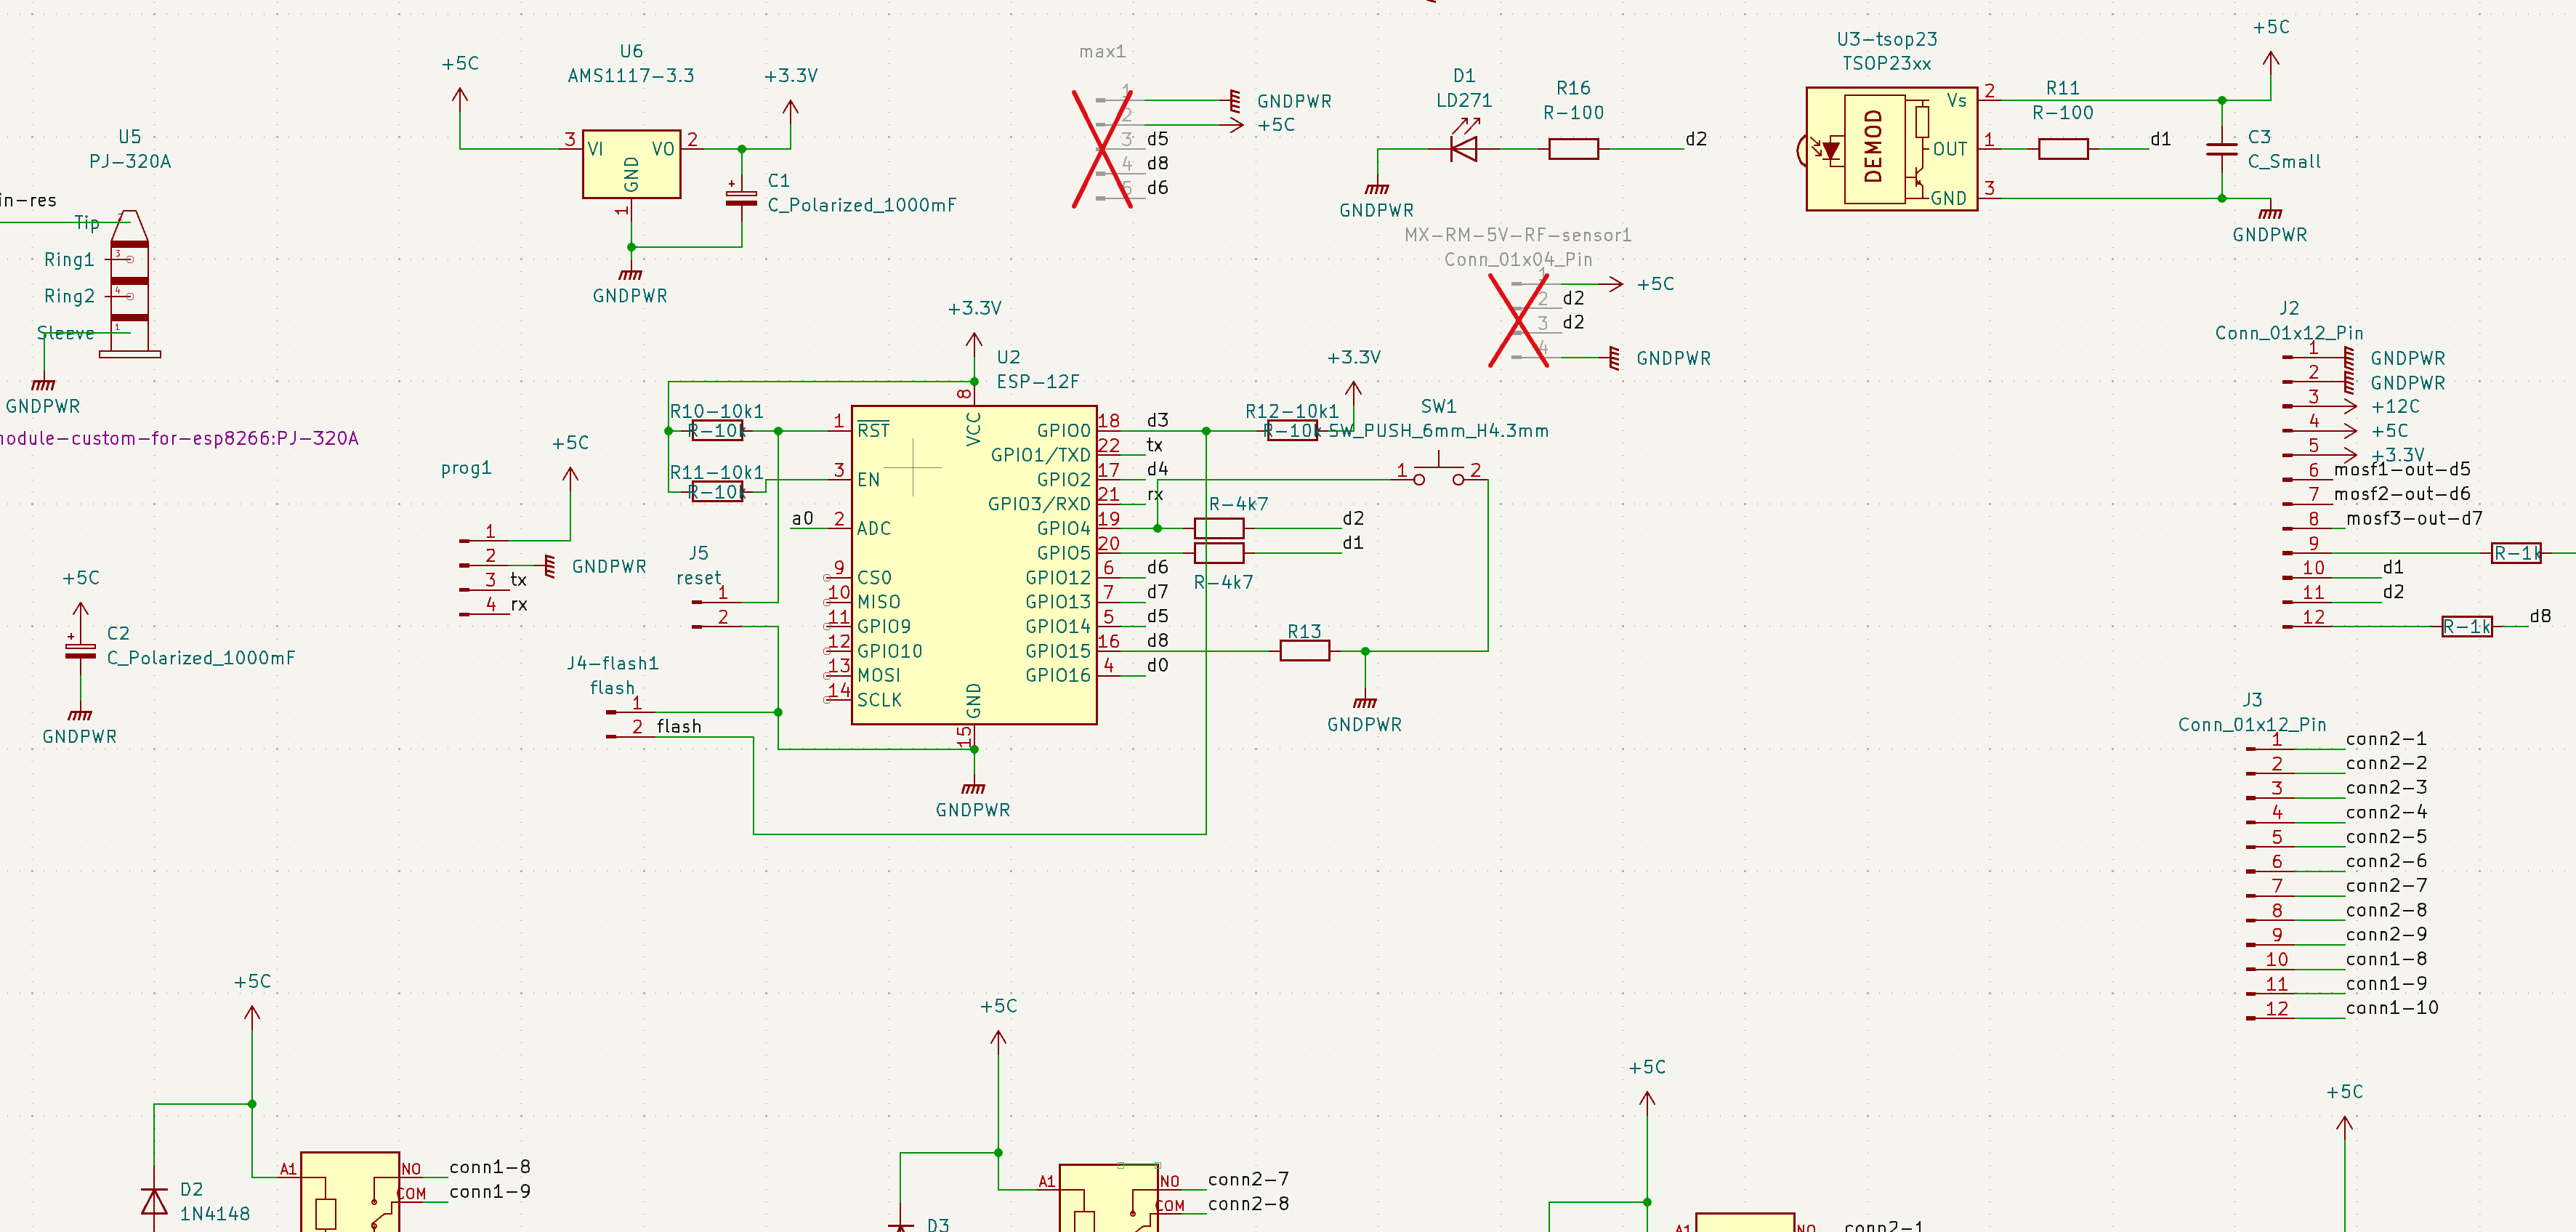 U5
PJ-320A
in-res
Tip
2
Ring1
3
Ring2
4
Sleeve
1
GNDPWR
module-custom-for-esp8266:PJ-320A
+5C
U6
AMS1117-3.3
+3.3V
3
VI
VO
2
GND
1
C1
C_Polarized_1000mF
+
GNDPWR
max1
1
GNDPWR
2
+5C
3
d5
4
d8
5
d6
D1
LD271
R16
R-100
d2
GNDPWR
MX-RM-5V-RF-sensor1
Conn_01x04_Pin
1
+5C
2
d2
3
d2
4
GNDPWR
U3-tsop23
TSOP23xx
DEMOD
Vs
2
OUT
1
GND
3
R11
R-100
d1
+5C
C3
C_Small
GNDPWR
+3.3V
U2
ESP-12F
8
VCC
R10-10k1
R-10k
1
RST
R11-10k1
R-10k
3
EN
a0
2
ADC
9
CS0
10
MISO
11
GPIO9
12
GPIO10
13
MOSI
14
SCLK
GND
15
GNDPWR
GPIO0
18
d3
GPIO1/TXD
22
tx
GPIO2
17
d4
GPIO3/RXD
21
rx
GPIO4
19
GPIO5
20
GPIO12
6
d6
GPIO13
7
d7
GPIO14
5
d5
GPIO15
16
d8
GPIO16
4
d0
R12-10k1
R-10k
+3.3V
SW1
SW_PUSH_6mm_H4.3mm
1
2
R-4k7
d2
d1
R-4k7
R13
GNDPWR
prog1
+5C
1
2
GNDPWR
3
tx
4
rx
J5
reset
1
2
J4-flash1
flash
1
2
flash
+5C
+
C2
C_Polarized_1000mF
GNDPWR
J2
Conn_01x12_Pin
1
GNDPWR
2
GNDPWR
3
+12C
4
+5C
5
+3.3V
6
mosf1-out-d5
7
mosf2-out-d6
8
mosf3-out-d7
9
R-1k
10
d1
11
d2
12
R-1k
d8
J3
Conn_01x12_Pin
1
conn2-1
2
conn2-2
3
conn2-3
4
conn2-4
5
conn2-5
6
conn2-6
7
conn2-7
8
conn2-8
9
conn2-9
10
conn1-8
11
conn1-9
12
conn1-10
+5C
A1
NO
conn1-8
COM
conn1-9
D2
1N4148
+5C
A1
NO
conn2-7
COM
conn2-8
D3
+5C
A1
NO
conn2-1
+5C